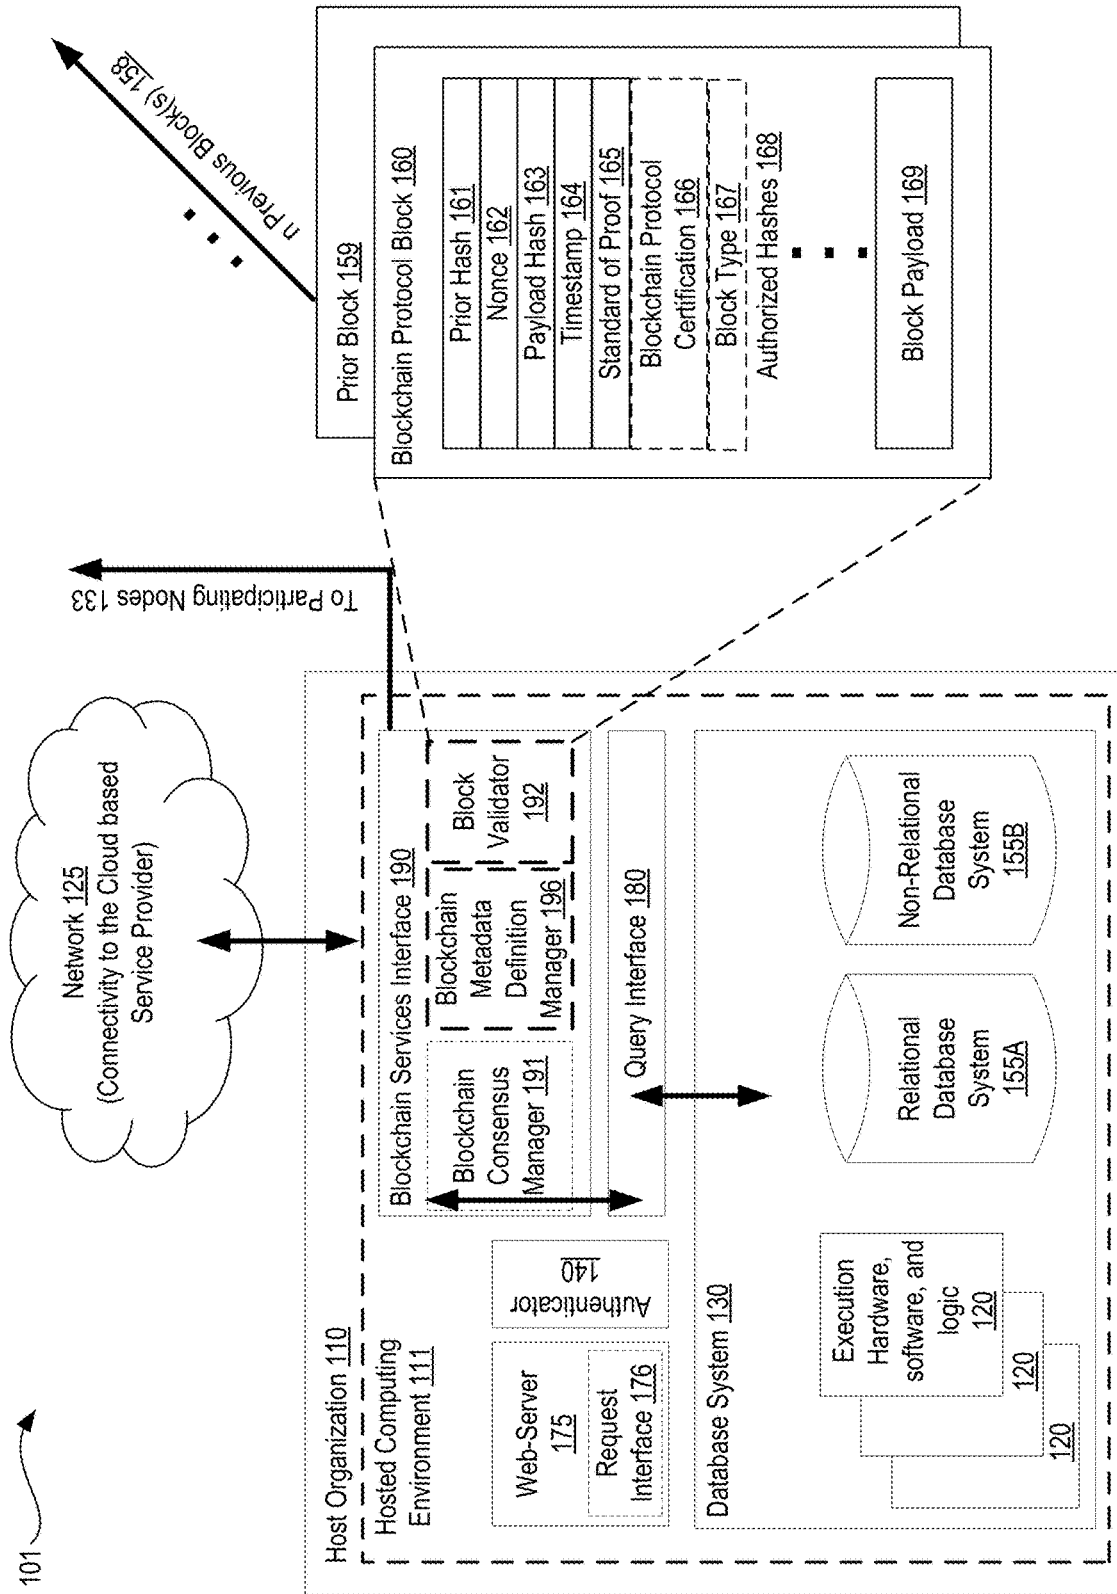 101
Network 125
(Connectivity to the Cloud based
Service Provider)
To Participating Nodes 133
n Previous Block(s) 158
Host Organization 110
Hosted Computing
Environment 111
Web-Server
175
Request
Interface 176
Authenticator
140
Blockchain Services Interface 190
Blockchain
Consensus
Manager 191
Blockchain
Metadata
Definition
Manager 196
Block
Validator
192
Query Interface 180
Database System 130
Execution
Hardware,
software, and
logic
120
120
120
Relational
Database
System
155A
Non-Relational
Database
System
155B
Prior Block 159
Blockchain Protocol Block 160
Prior Hash 161
Nonce 162
Payload Hash 163
Timestamp 164
Standard of Proof 165
Blockchain Protocol
Certification 166
Block Type 167
Authorized Hashes 168
Block Payload 169